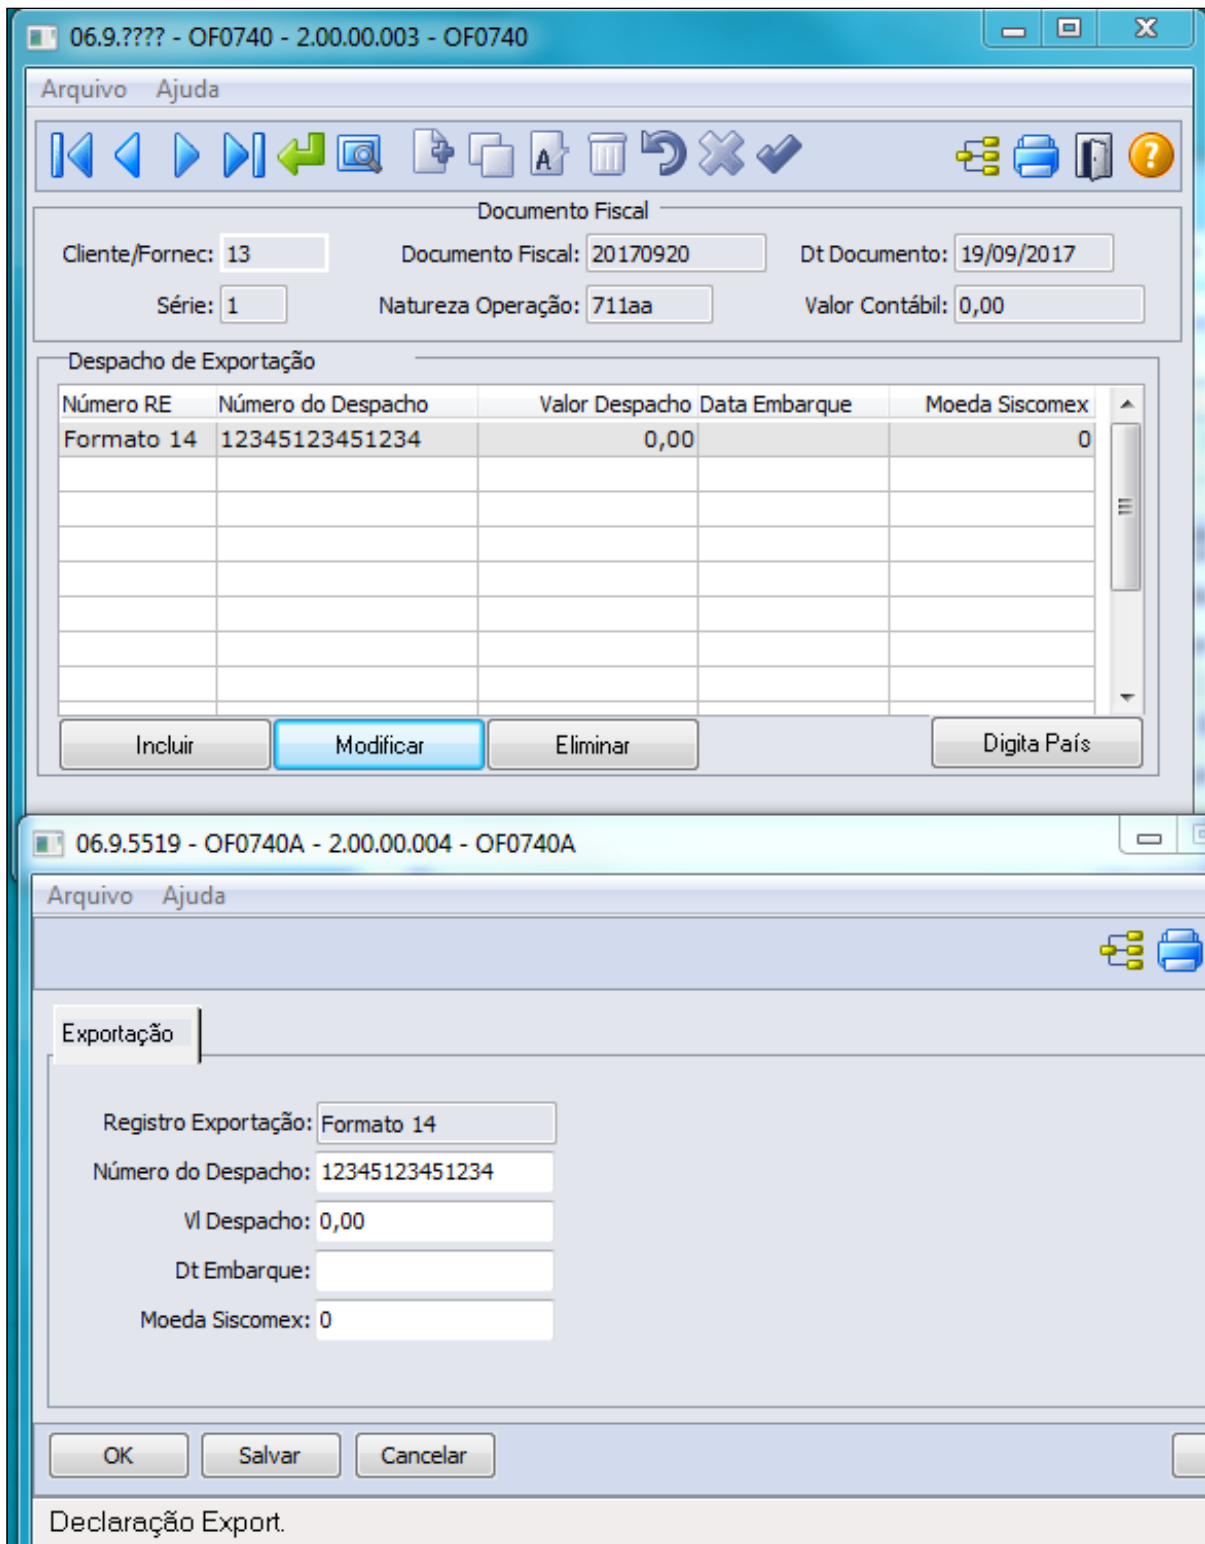 06.9.???? - OF0740 - 2.00.00.003 - OF0740
Arquivo Ajuda
Documento Fiscal
Cliente/Fornec: 13 Documento Fiscal: 20170920 Dt Documento: 19/09/2017
Série: 1 Natureza Operação: 711aa Valor Contábil: 0,00
Despacho de Exportação
Número RE Número do Despacho Valor Despacho Data Embarque Moeda Siscomex
Formato 14 12345123451234 0,00 0
Incluir Modificar Eliminar Digita País
06.9.5519 - OF0740A - 2.00.00.004 - OF0740A
Arquivo Ajuda
Exportação
Registro Exportação: Formato 14
Número do Despacho: 12345123451234
Vl Despacho: 0,00
Dt Embarque:
Moeda Siscomex: 0
OK Salvar Cancelar
Declaração Export.